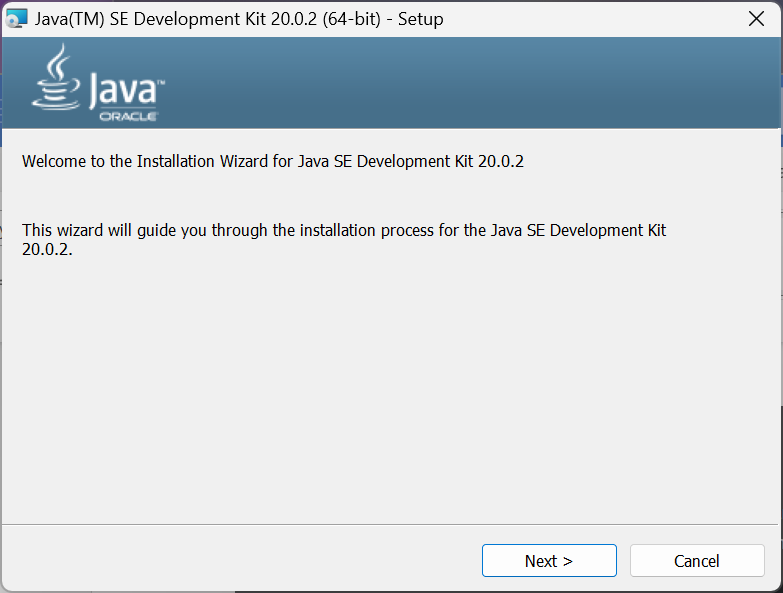 Java(TM) SE Development Kit 20.0.2 (64-bit) - Setup
Java™
ORACLE
Welcome to the Installation Wizard for Java SE Development Kit 20.0.2
This wizard will guide you through the installation process for the Java SE Development Kit
20.0.2.
Next > Cancel